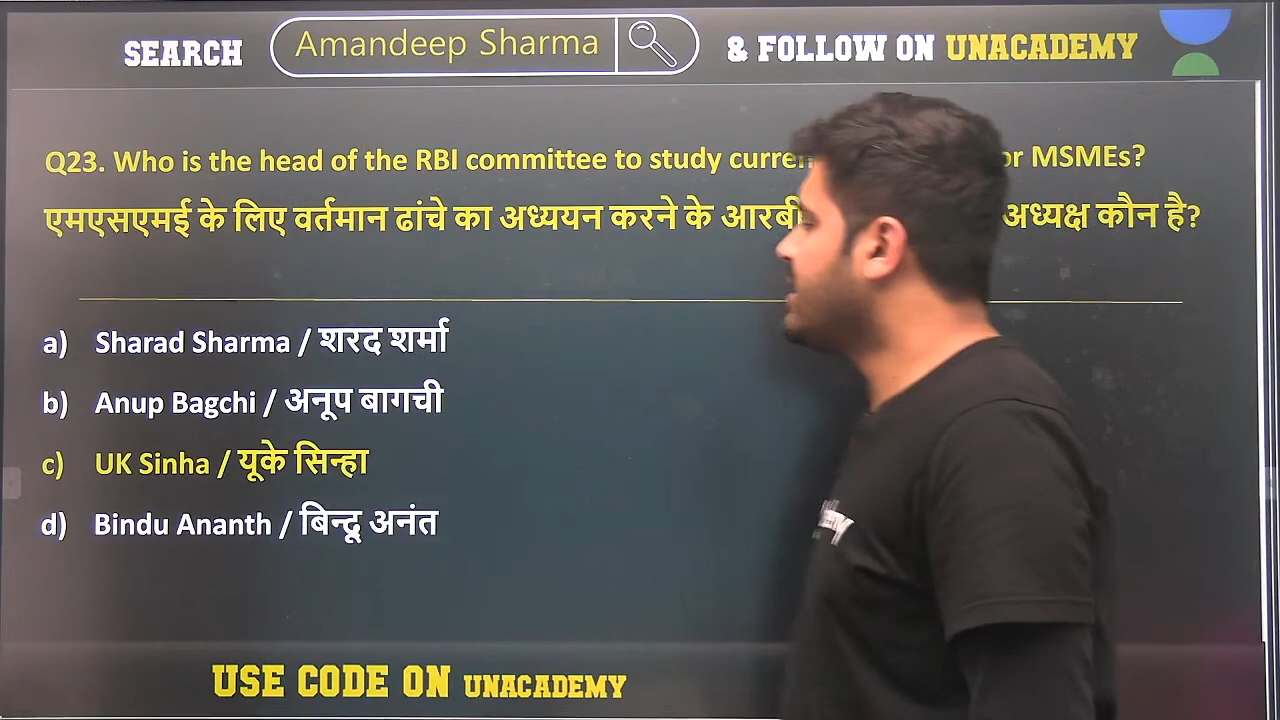 SEARCH Amandeep Sharma & FOLLOW ON UNACADEMY
Q23. Who is the head of the RBI committee to study curren or MSMEs?
एमएसएमई के लिए वर्तमान ढांचे का अध्ययन करने के आरबी अध्यक्ष कौन है?
a) Sharad Sharma / शरद शर्मा
b) Anup Bagchi / अनूप बागची
c) UK Sinha / यूके सिन्हा
d) Bindu Ananth / बिन्दू अनंत
USE CODE ON UNACADEMY